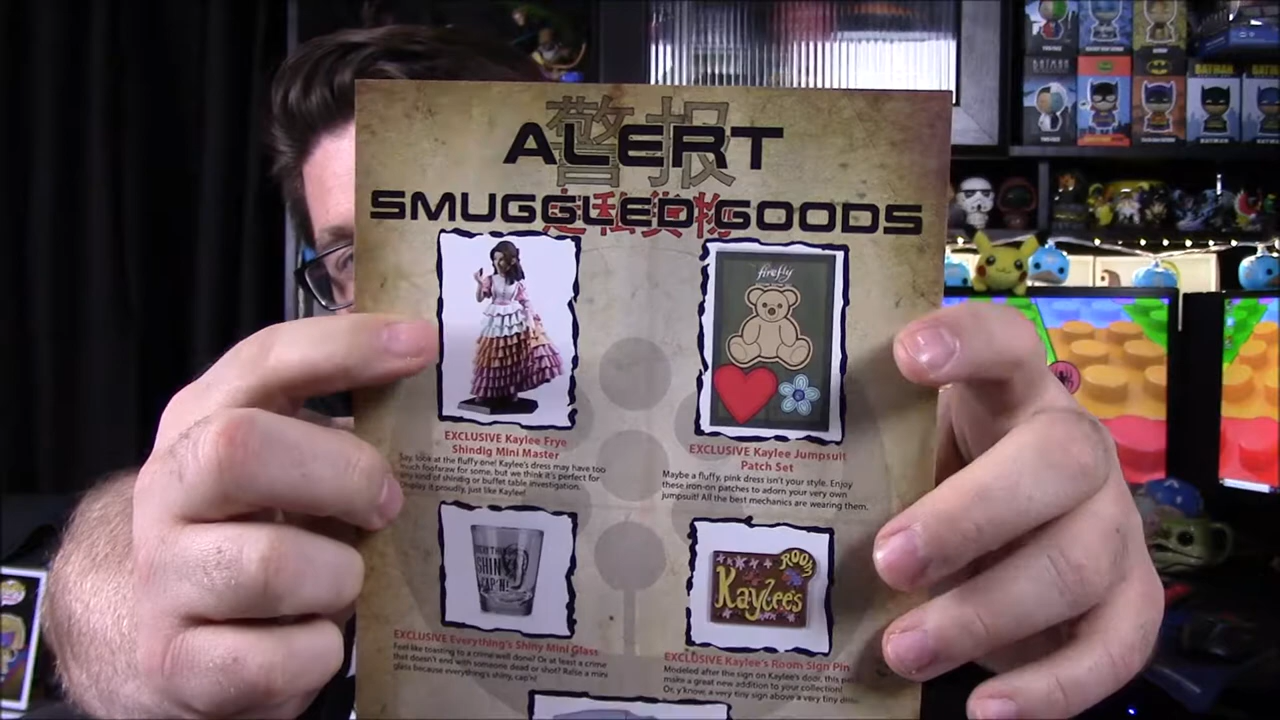 警报
ALERT
SMUGGLED GOODS
走私貨物
firefly
EXCLUSIVE Kaylee Frye
Shindig Mini Master
Say, look at the fluffy one! Kaylee's dress may have too
much foofaraw for some, but we think it's perfect for
any kind of shindig or buffet table investigation.
Display it proudly, just like Kaylee!
EXCLUSIVE Kaylee Jumpsuit
Patch Set
Maybe a fluffy, pink dress isn't your style. Enjoy
these iron-on patches to adorn your very own
jumpsuit! All the best mechanics are wearing them.
SHINY
CAP'N!
Kaylee's
ROOM
EXCLUSIVE Everything's Shiny Mini Glass
Feel like toasting to a crime well done? Or at least a crime
that doesn't end with someone dead or shot? Raise a mini
glass because everything's shiny, cap'n!
EXCLUSIVE Kaylee's Room Sign Pin
Modeled after the sign on Kaylee's door, this
make a great new addition to your collection!
Or, y'know, a very tiny sign above a very tiny
BATMAN